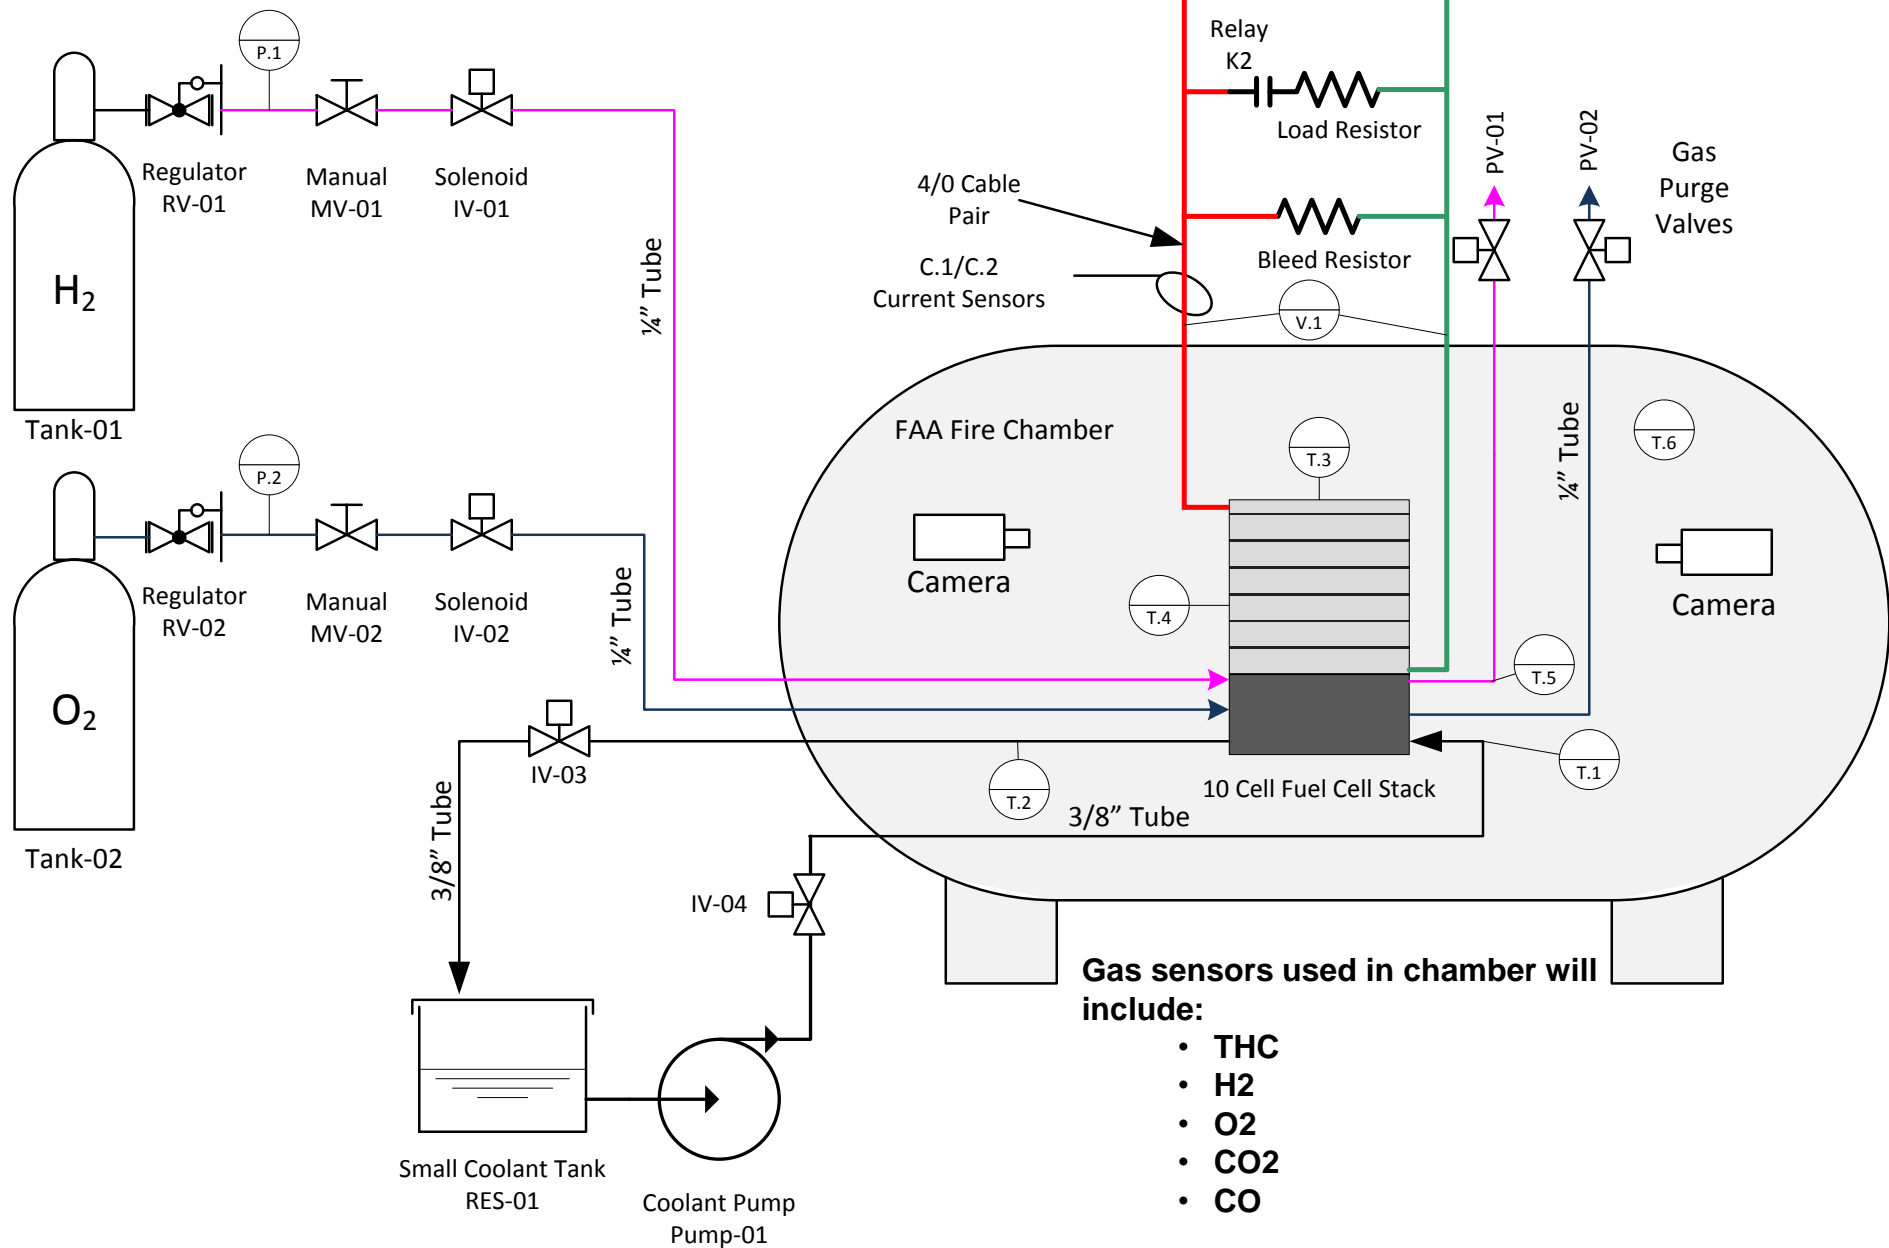 P.1
Regulator
RV-01
Manual
MV-01
Solenoid
IV-01
H2
Tank-01
¼” Tube
P.2
Regulator
RV-02
Manual
MV-02
Solenoid
IV-02
O2
Tank-02
¼” Tube
Relay
K2
Load Resistor
4/0 Cable
Pair
Bleed Resistor
C.1/C.2
Current Sensors
V.1
PV-01
PV-02
Gas
Purge
Valves
FAA Fire Chamber
T.3
T.6
¼” Tube
Camera
Camera
T.4
T.5
T.1
T.2
10 Cell Fuel Cell Stack
3/8” Tube
IV-03
3/8” Tube
IV-04
Small Coolant Tank
RES-01
Coolant Pump
Pump-01
Gas sensors used in chamber will
include:
• THC
• H2
• O2
• CO2
• CO